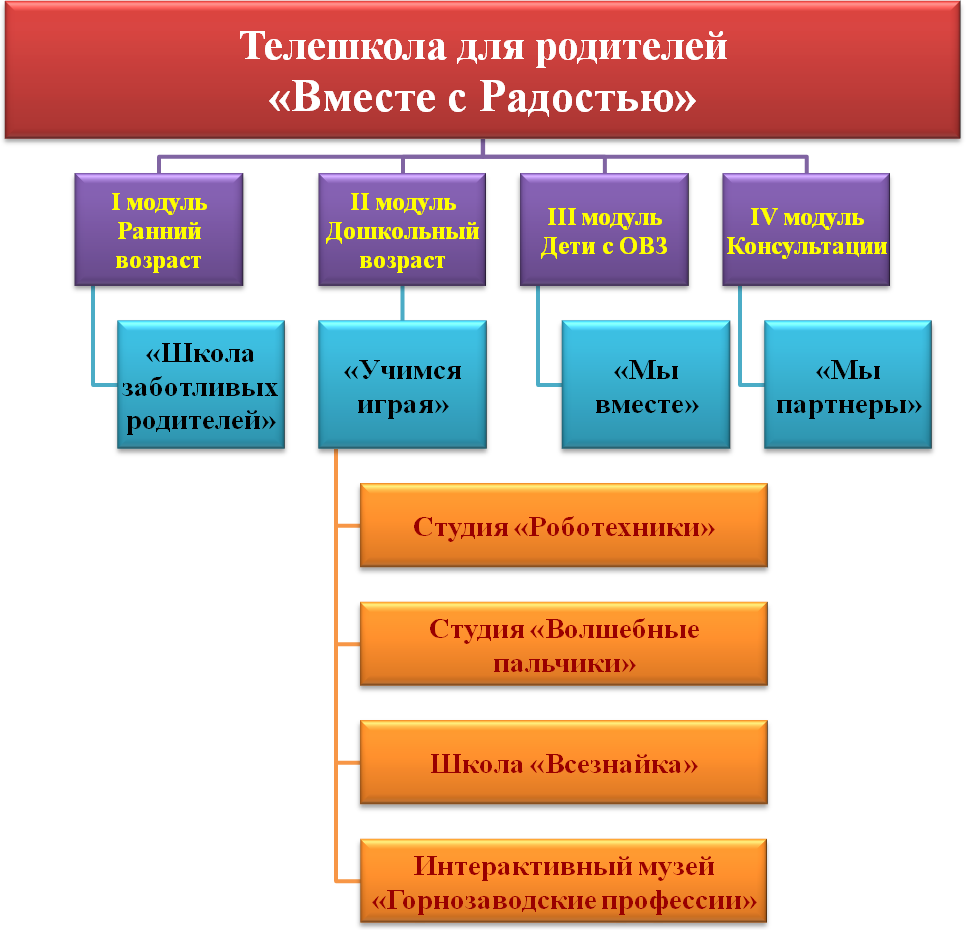 Телешкола для родителей
«Вместе с Радостью»
I модуль
Ранний
возраст
II модуль
Дошкольный
возраст
III модуль
Дети с ОВЗ
IV модуль
Консультации
«Школа
заботливых
родителей»
«Учимся
играя»
«Мы
вместе»
«Мы
партнеры»
Студия «Роботехники»
Студия «Волшебные
пальчики»
Школа «Всезнайка»
Интерактивный музей
«Горнозаводские профессии»